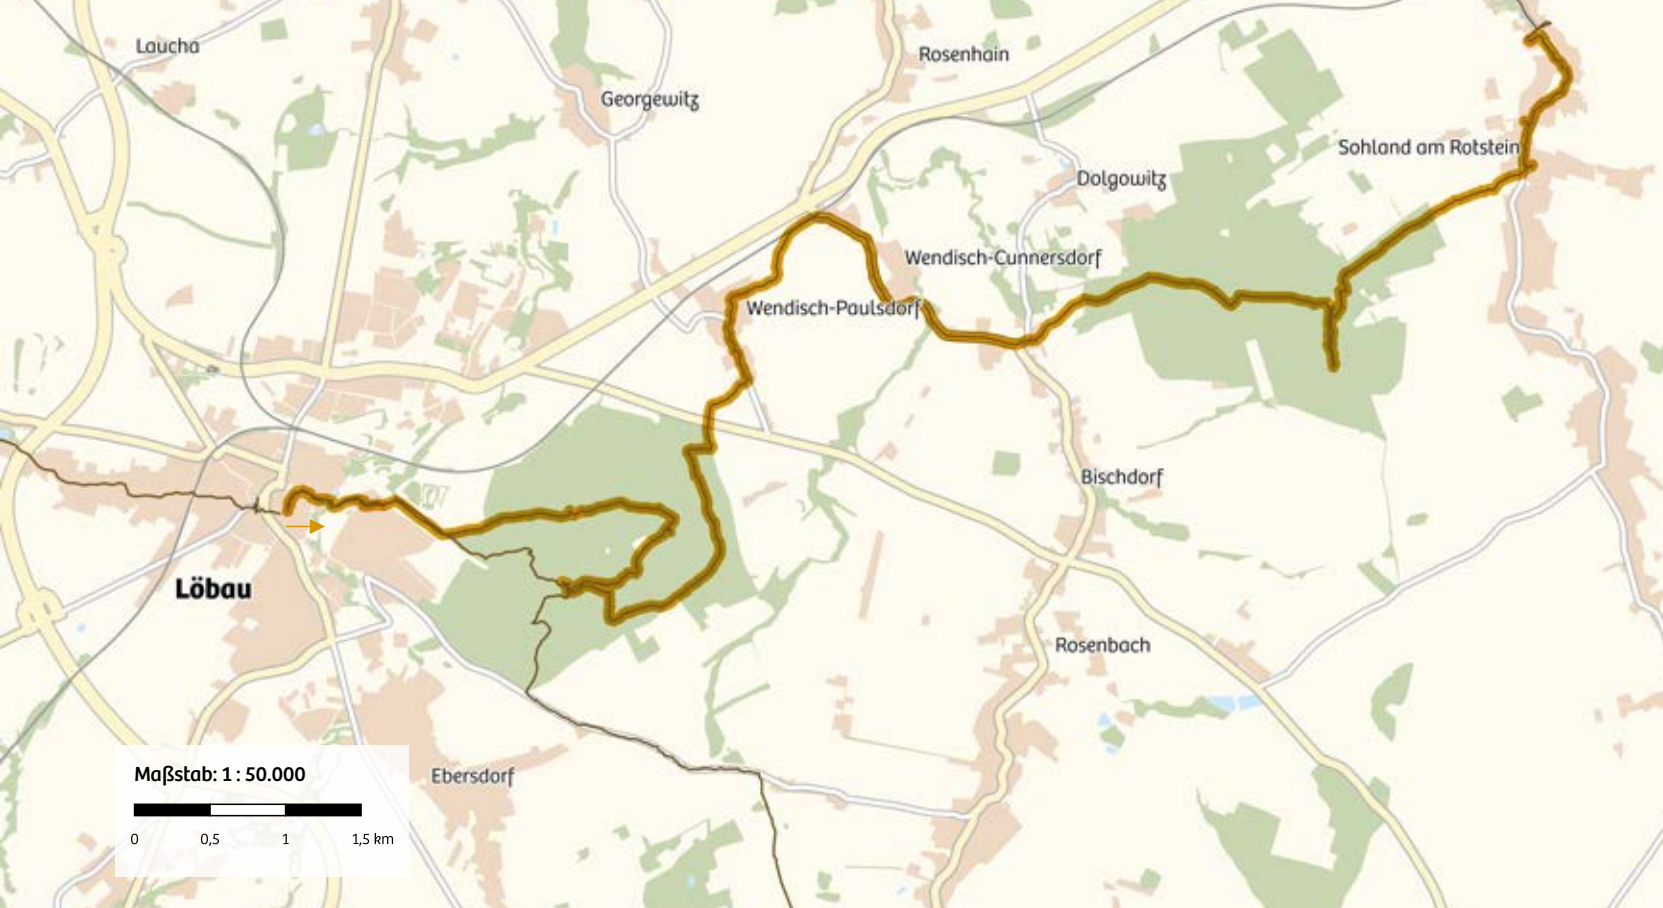 Laucha
Rosenhain
Georgewitz
Sohland am Rotstein
Dolgowitz
Wendisch-Cunnersdorf
Wendisch-Paulsdorf
Bischdorf
Löbau
Rosenbach
Ebersdorf
Maßstab: 1 : 50.000
0 0,5 1 1,5 km